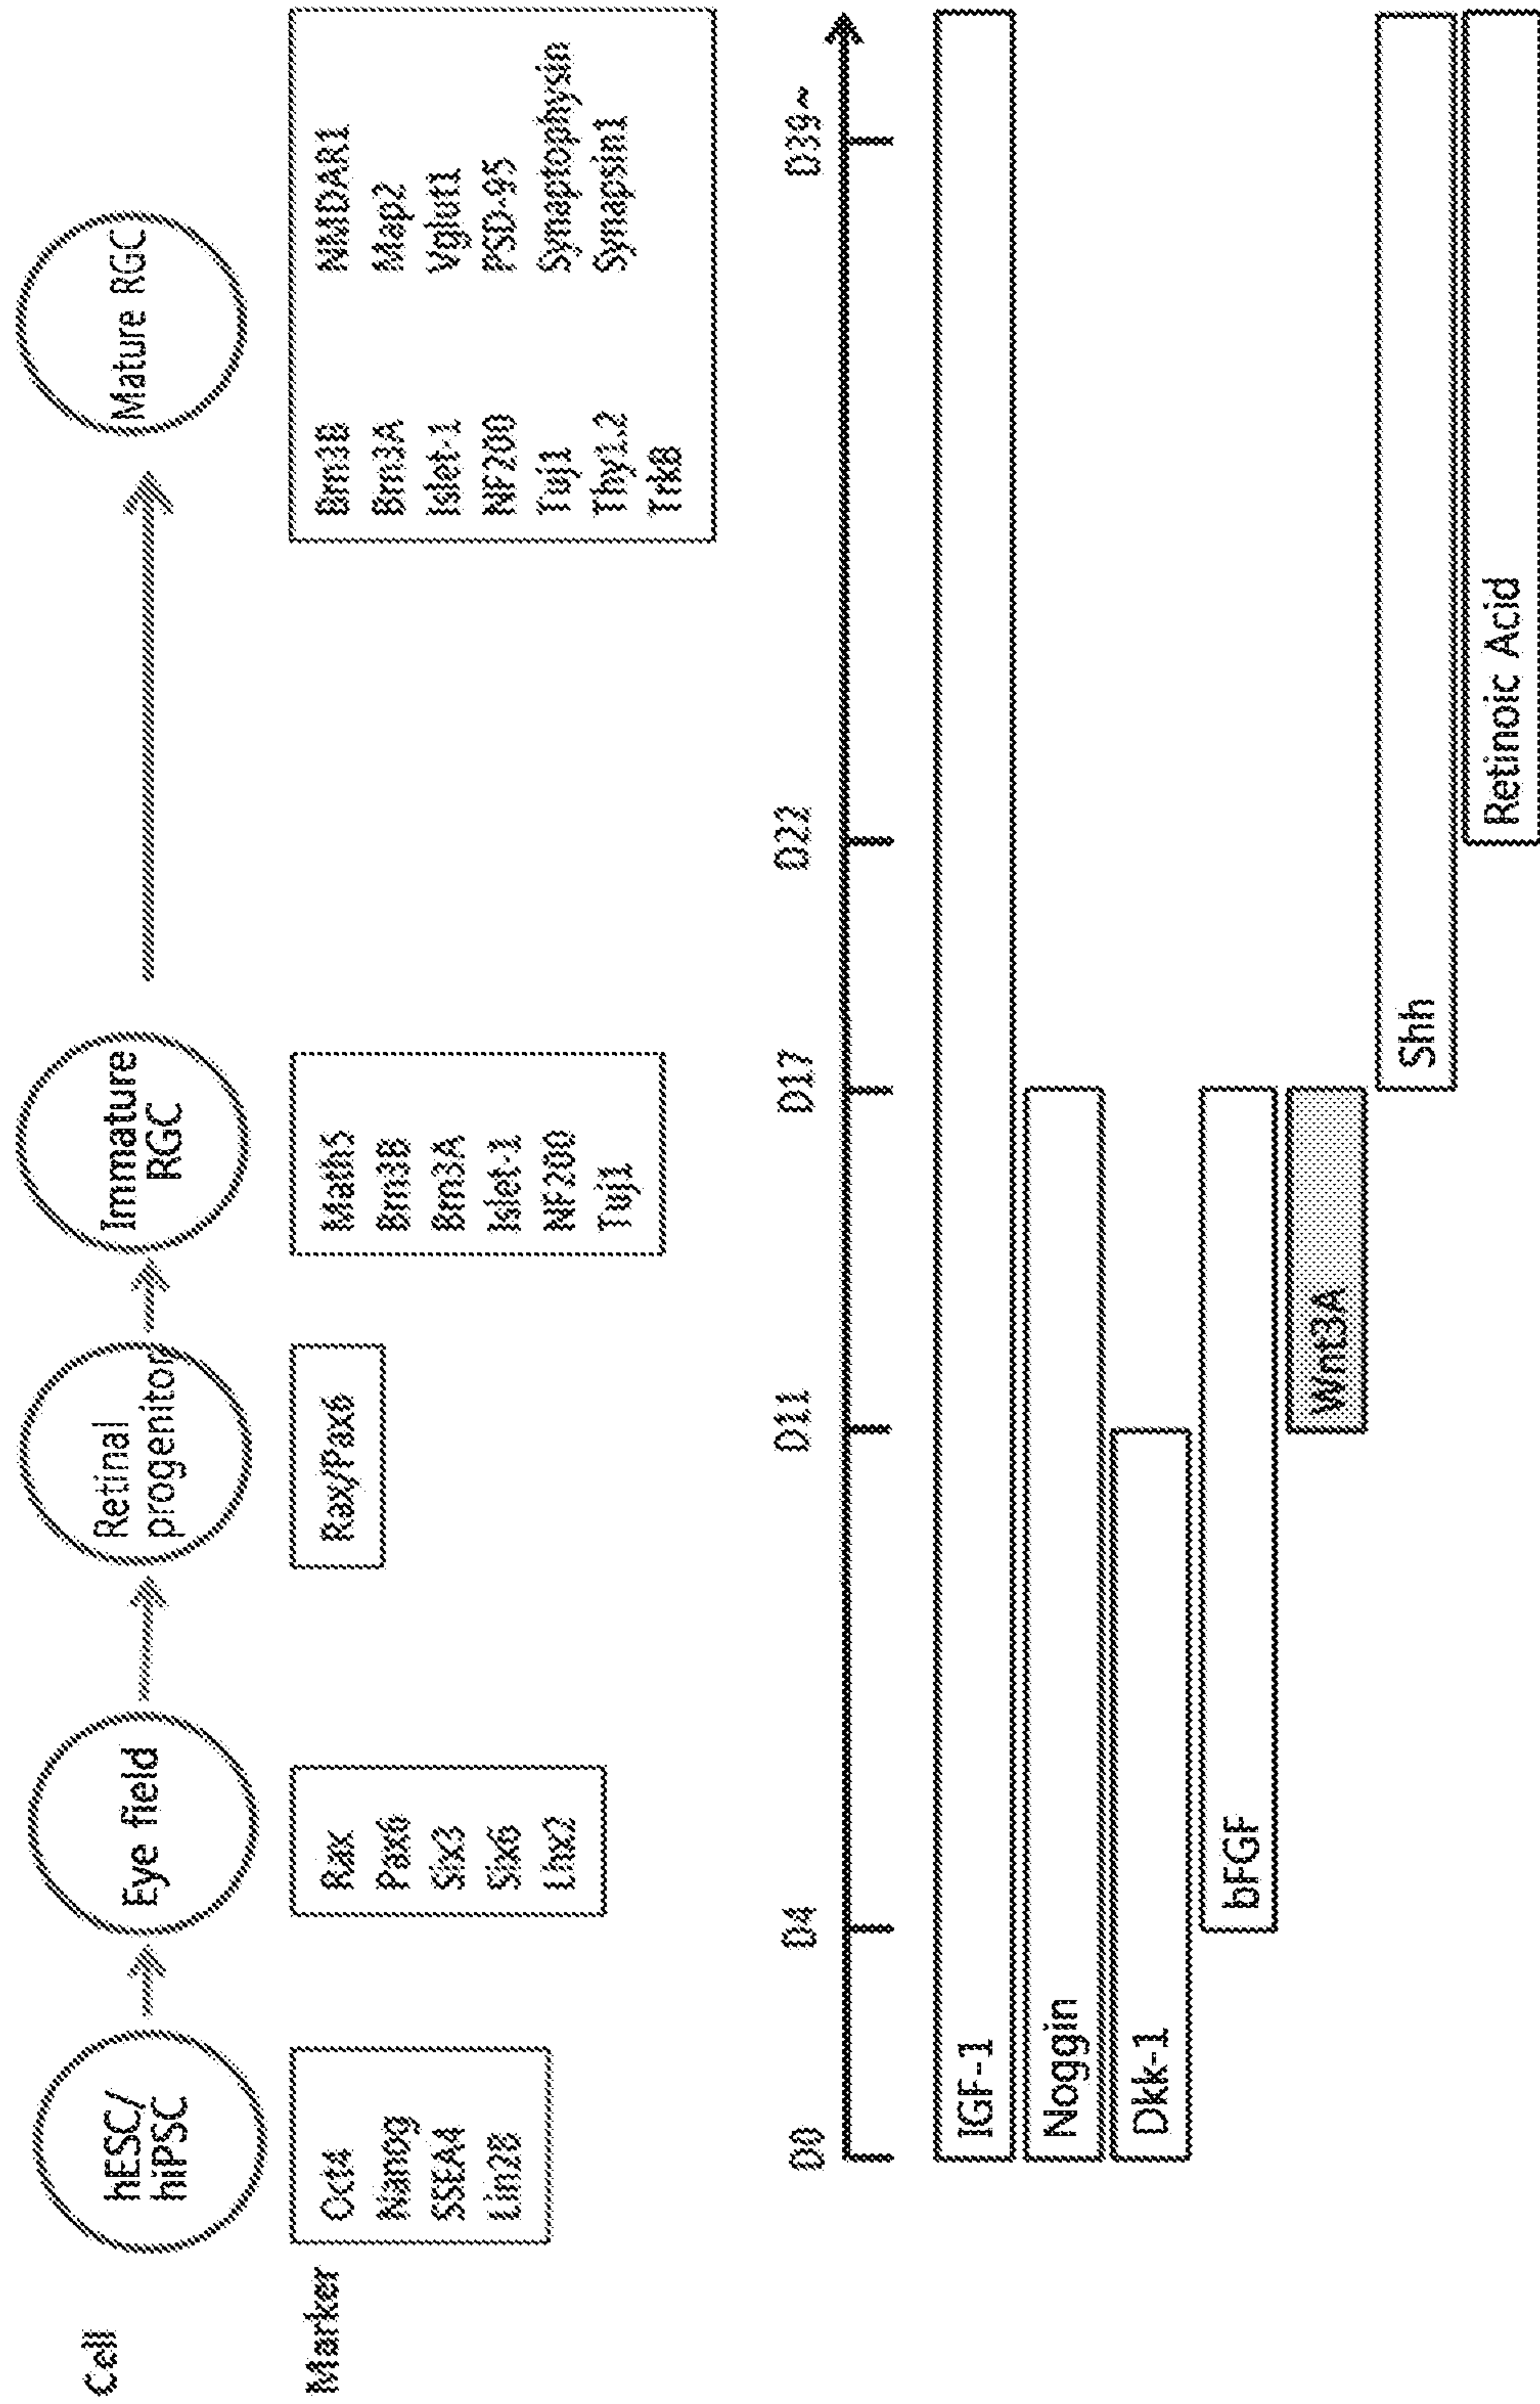 Cell
hESC/
hiPSC
Eye field
Retinal
progenitor
Immature
RGC
Mature RGC
Marker
Oct4
Nanog
SSEA4
Lin28
Rax
Pax6
Six3
Six6
Lhx2
Rax/Pax6
Math5
Brn3B
Brn3A
Islet-1
NF200
Tuj1
Brn3B
Brn3A
Islet-1
NF200
Tuj1
Thy1.2
TrkB
NMDAR1
Map2
Vglut1
PSD-95
Synaptophysin
Synapsin1
D0
D4
D11
D17
D22
D39~
IGF-1
Noggin
Dkk-1
bFGF
Wnt3A
Shh
Retinoic Acid